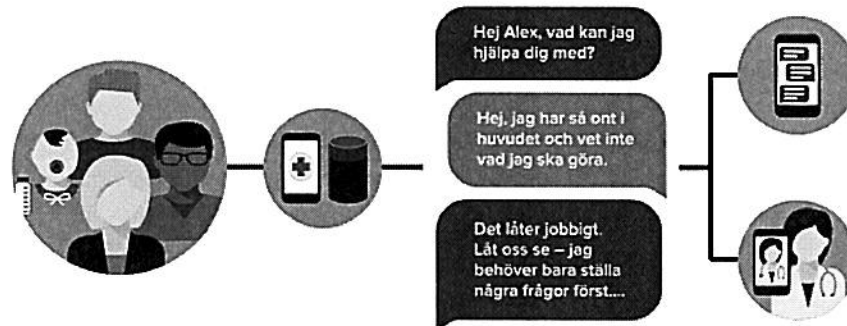 Hej Alex, vad kan jag
hjälpa dig med?
Hej, jag har så ont i
huvudet och vet inte
vad jag ska göra.
Det låter jobbigt.
Låt oss se – jag
behöver bara ställa
några frågor först....